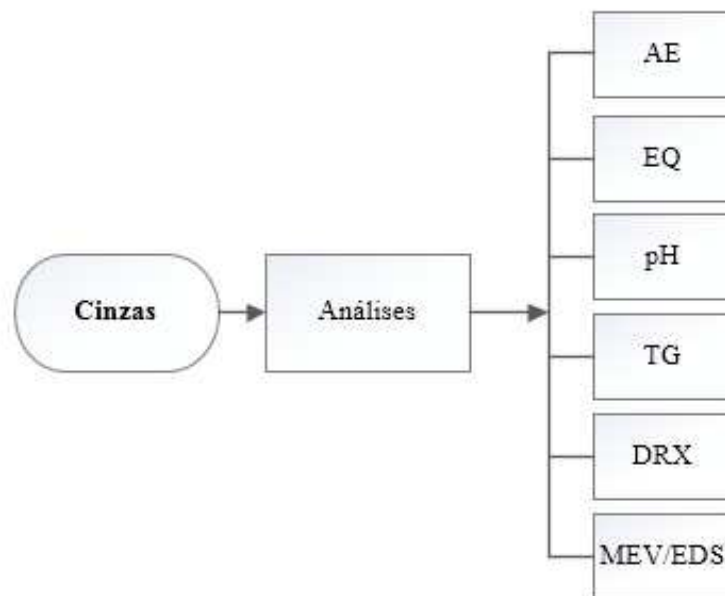 Cinzas
Análises
AE
EQ
pH
TG
DRX
MEV/EDS